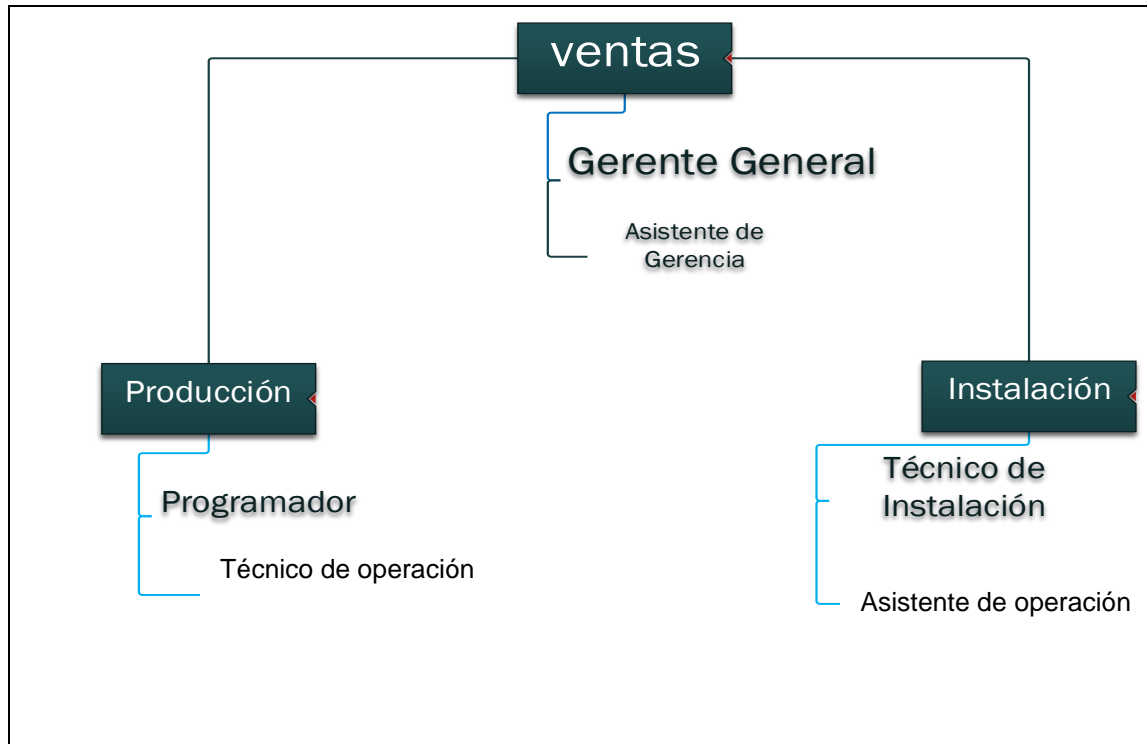 ventas
Gerente General
Asistente de
Gerencia
Producción
Programador
Técnico de operación
Instalación
Técnico de
Instalación
Asistente de operación